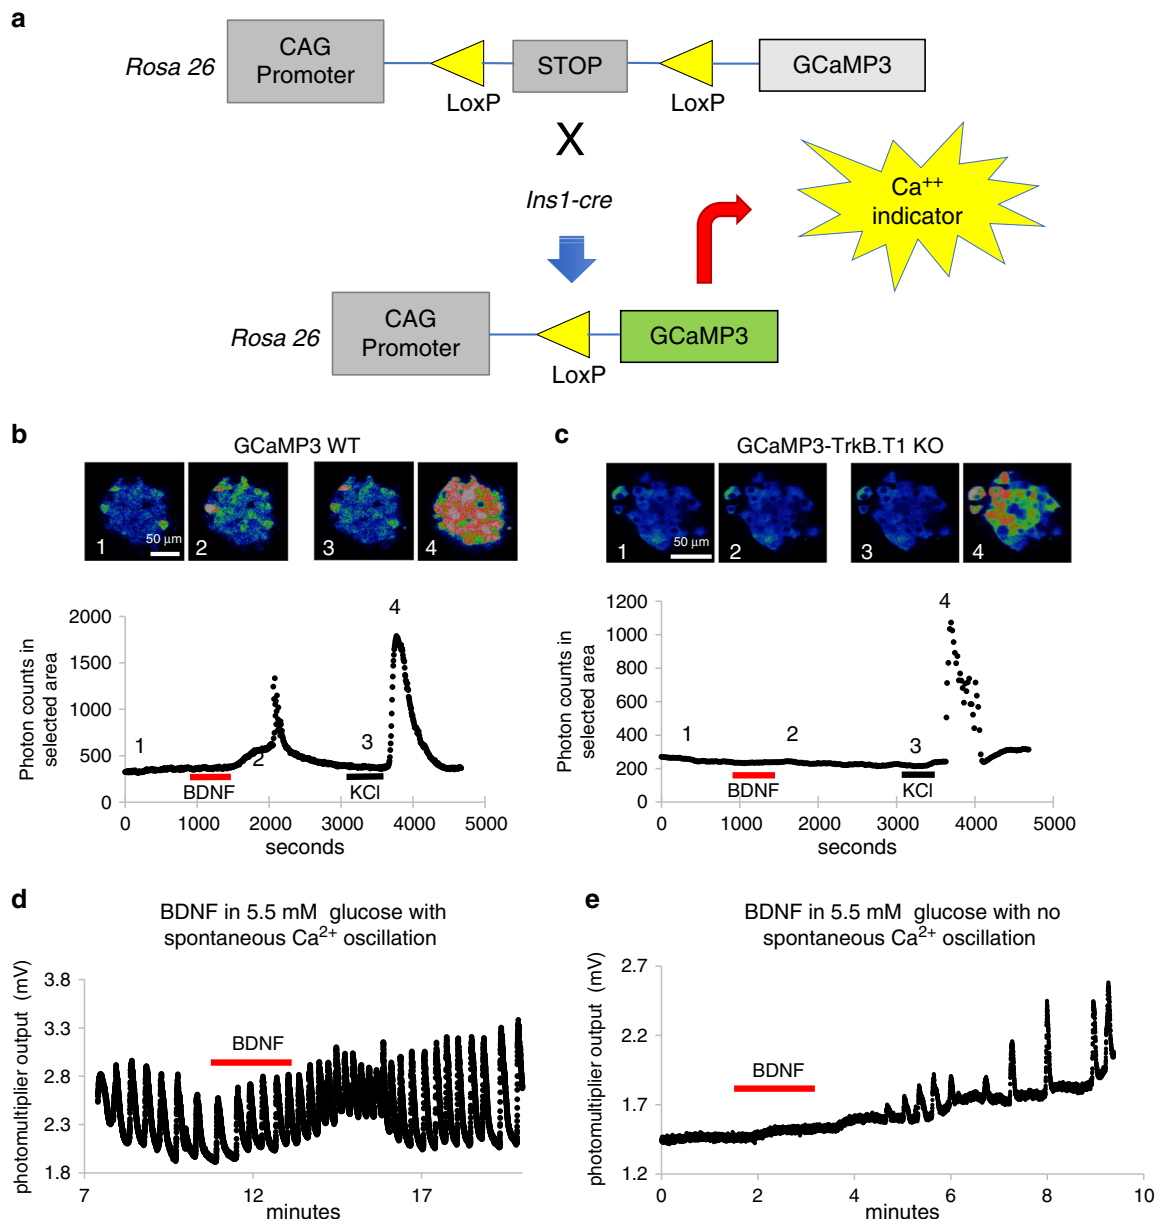 a
Rosa 26
CAG
Promoter
LoxP
STOP
LoxP
GCaMP3
X
Ins1-cre
Ca⁺⁺
indicator
Rosa 26
CAG
Promoter
LoxP
GCaMP3
b
GCaMP3 WT
1
50 µm
2
3
4
Photon counts in
selected area
2000
1500
1000
500
0
1
2
3
4
BDNF
KCl
0 1000 2000 3000 4000 5000
seconds
c
GCaMP3-TrkB.T1 KO
1
50 µm
2
3
4
Photon counts in
selected area
1200
1000
800
600
400
200
0
1
2
3
4
BDNF
KCl
0 1000 2000 3000 4000 5000
seconds
d
BDNF in 5.5 mM glucose with
spontaneous Ca²⁺ oscillation
photomultiplier output (mV)
3.8
3.3
2.8
2.3
1.8
BDNF
7 12 17
minutes
e
BDNF in 5.5 mM glucose with no
spontaneous Ca²⁺ oscillation
photomultiplier output (mV)
2.7
2.2
1.7
1.2
BDNF
0 2 4 6 8 10
minutes